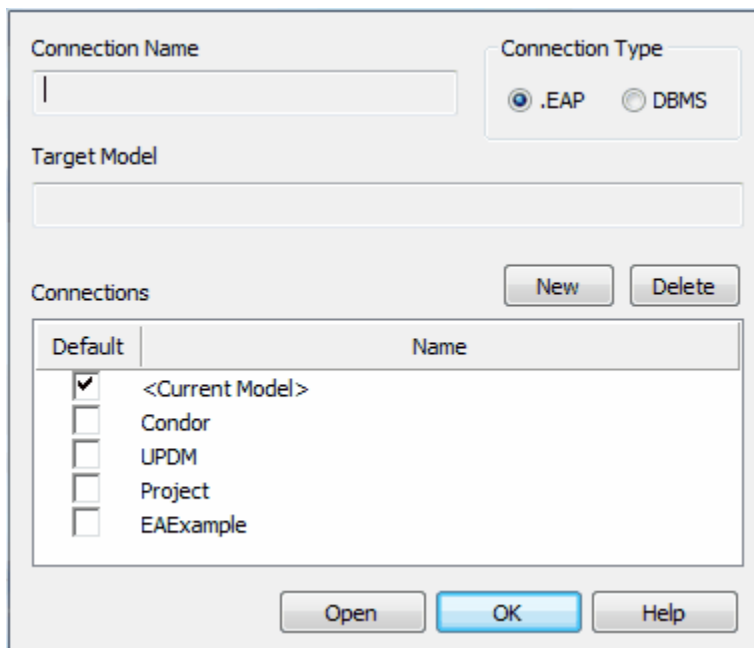 Connection Name
Connection Type
.EAP DBMS
Target Model
Connections New Delete
Default Name
<Current Model>
Condor
UPDM
Project
EAExample
Open OK Help